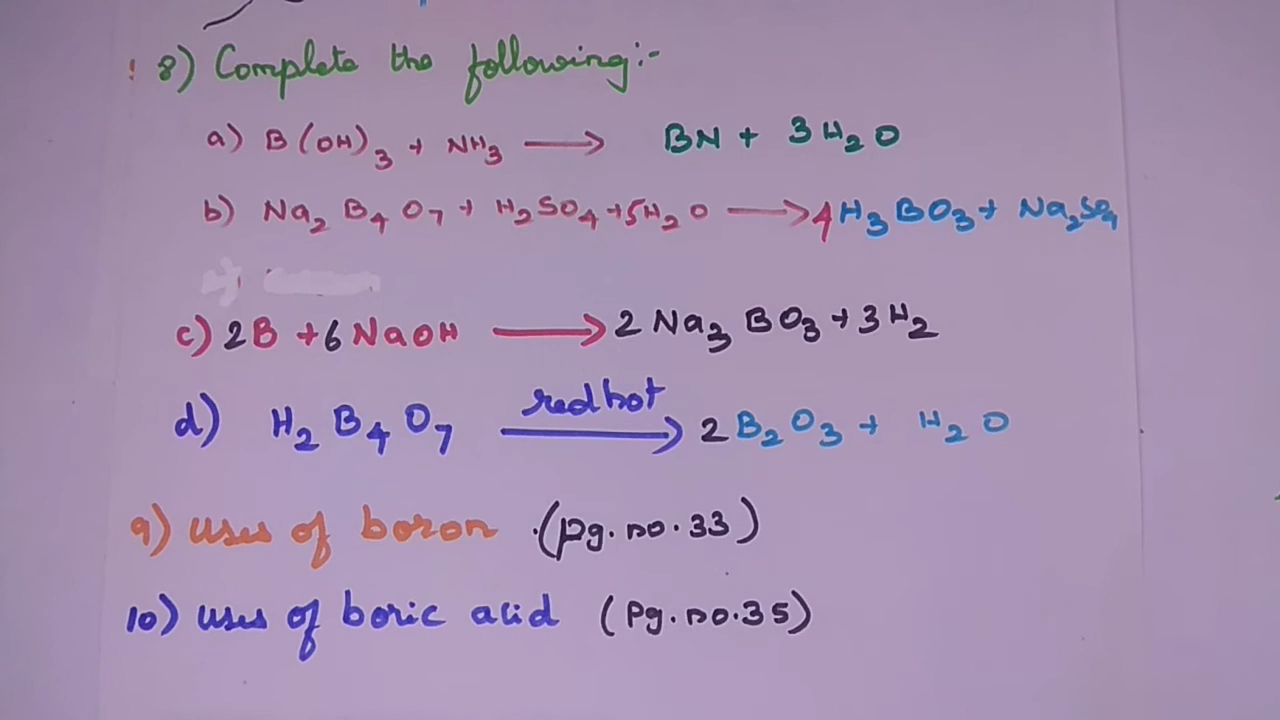 8) Complete the following:-
a) B(OH)₃ + NH₃ ⟶ BN + 3H₂O
b) Na₂B₄O₇ + H₂SO₄ + 5H₂O ⟶ 4H₃BO₃ + Na₂SO₄
c) 2B + 6NaOH ⟶ 2Na₃BO₃ + 3H₂
d) H₂B₄O₇ red hot ⟶ 2B₂O₃ + H₂O
9) uses of boron (pg. no. 33)
10) uses of boric acid (Pg. no. 35)